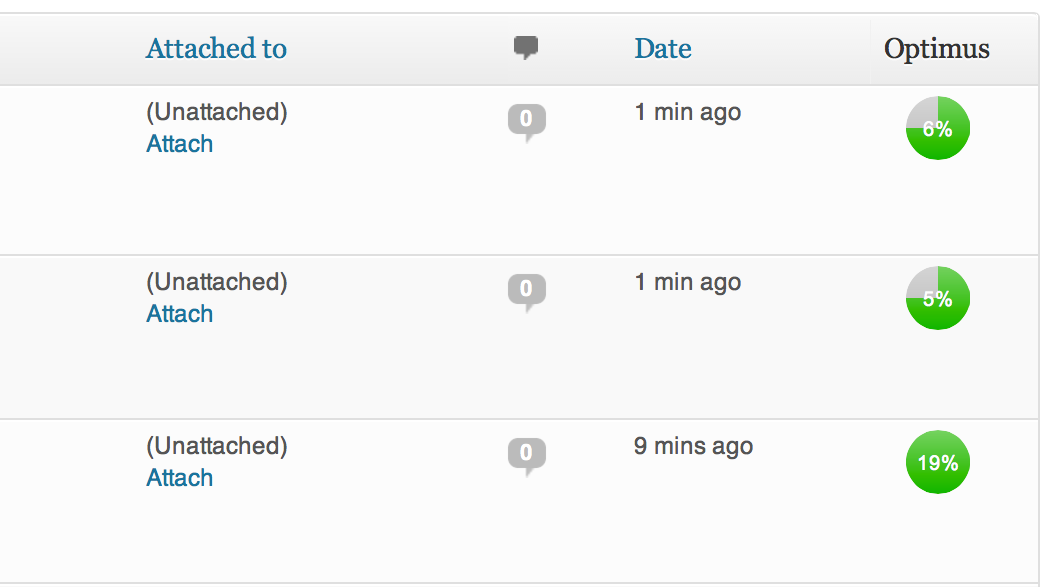 Attached to Date Optimus
(Unattached) 0 1 min ago 6%
Attach
(Unattached) 0 1 min ago 5%
Attach
(Unattached) 0 9 mins ago 19%
Attach